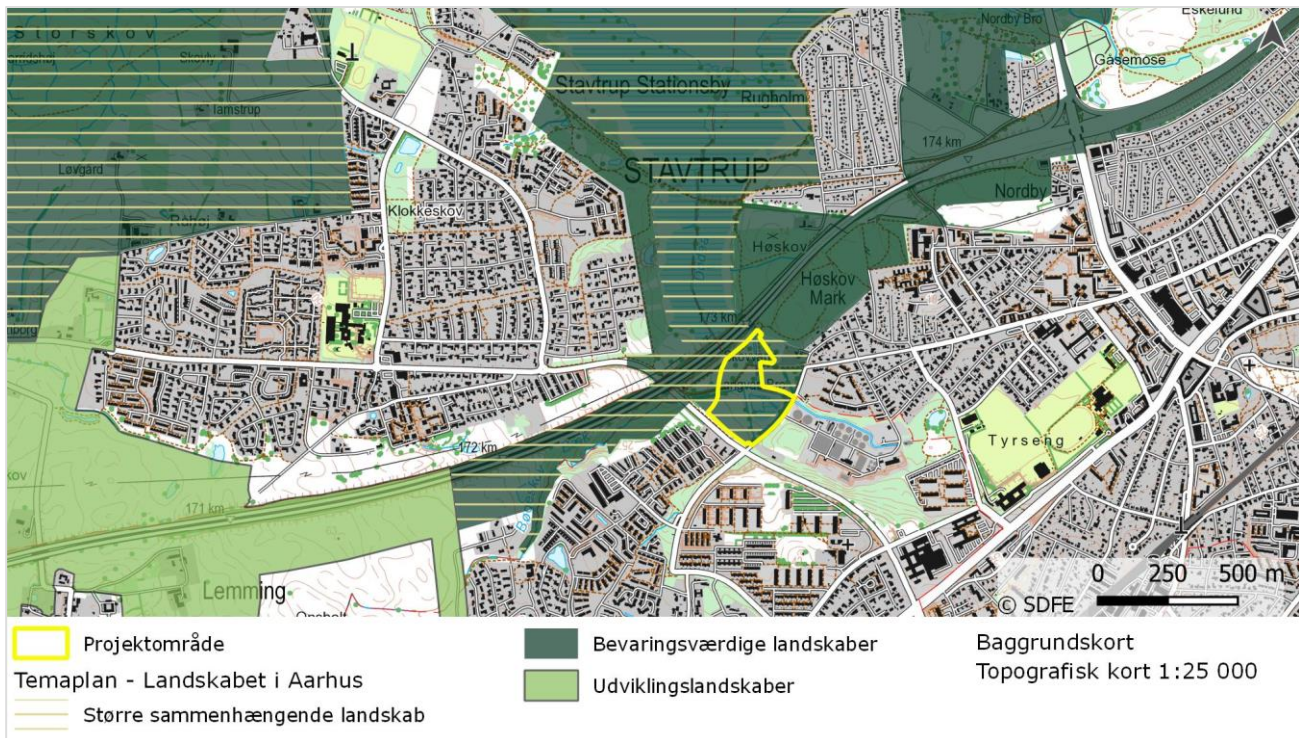 Storskov
Skovly
Tamstrup
Løvgård
Råhøj
Klokkeskov
Stavtrup Stationsby
Rugholm
STAVTRUP
Nordby Bro
Eskelund
Gåsemose
174 km
Nordby
Høskov
Høskov
Mark
173 km
172 km
171 km
Tyrseng
Lemming
0 250 500 m
© SDFE
Projektområde
Temaplan - Landskabet i Aarhus
Større sammenhængende landskab
Bevaringsværdige landskaber
Udviklingslandskaber
Baggrundskort
Topografisk kort 1:25 000